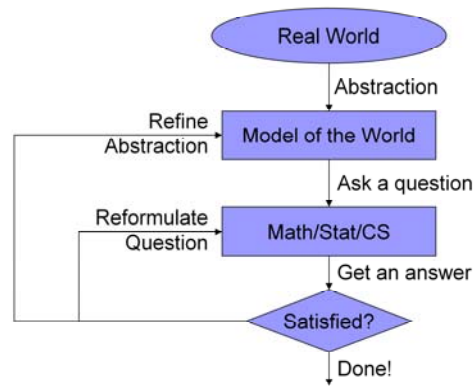 Real World
Abstraction
Refine
Abstraction
Model of the World
Ask a question
Reformulate
Question
Math/Stat/CS
Get an answer
Satisfied?
Done!